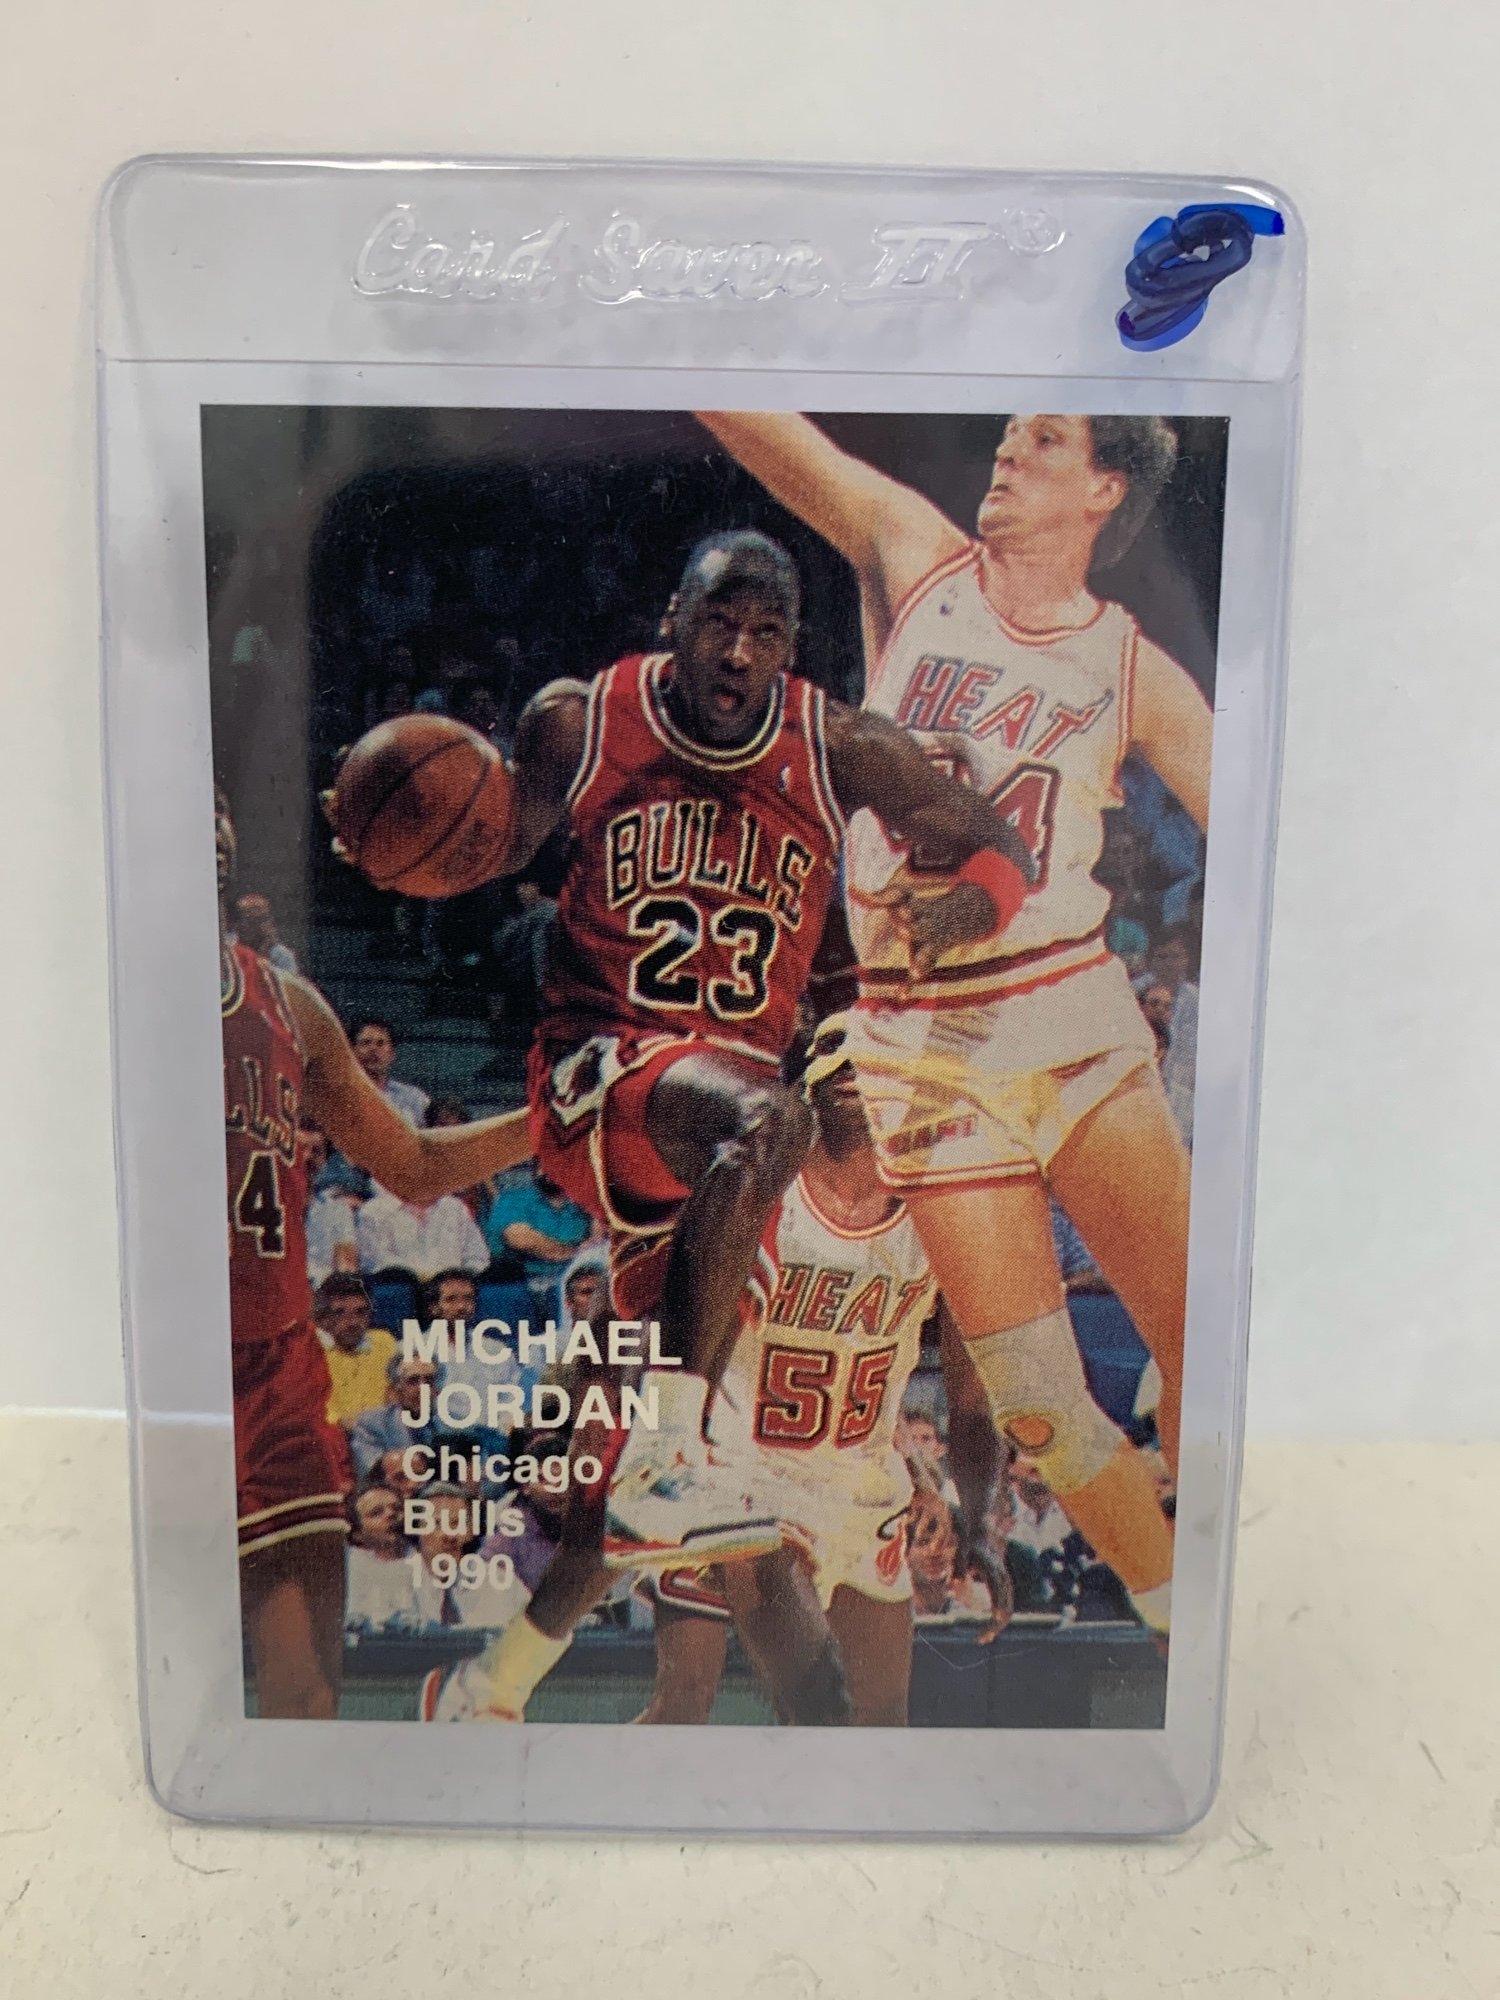 Card Saver II®
HEAT
BULLS
23
HEAT
55
MICHAEL
JORDAN
Chicago
Bulls
1990